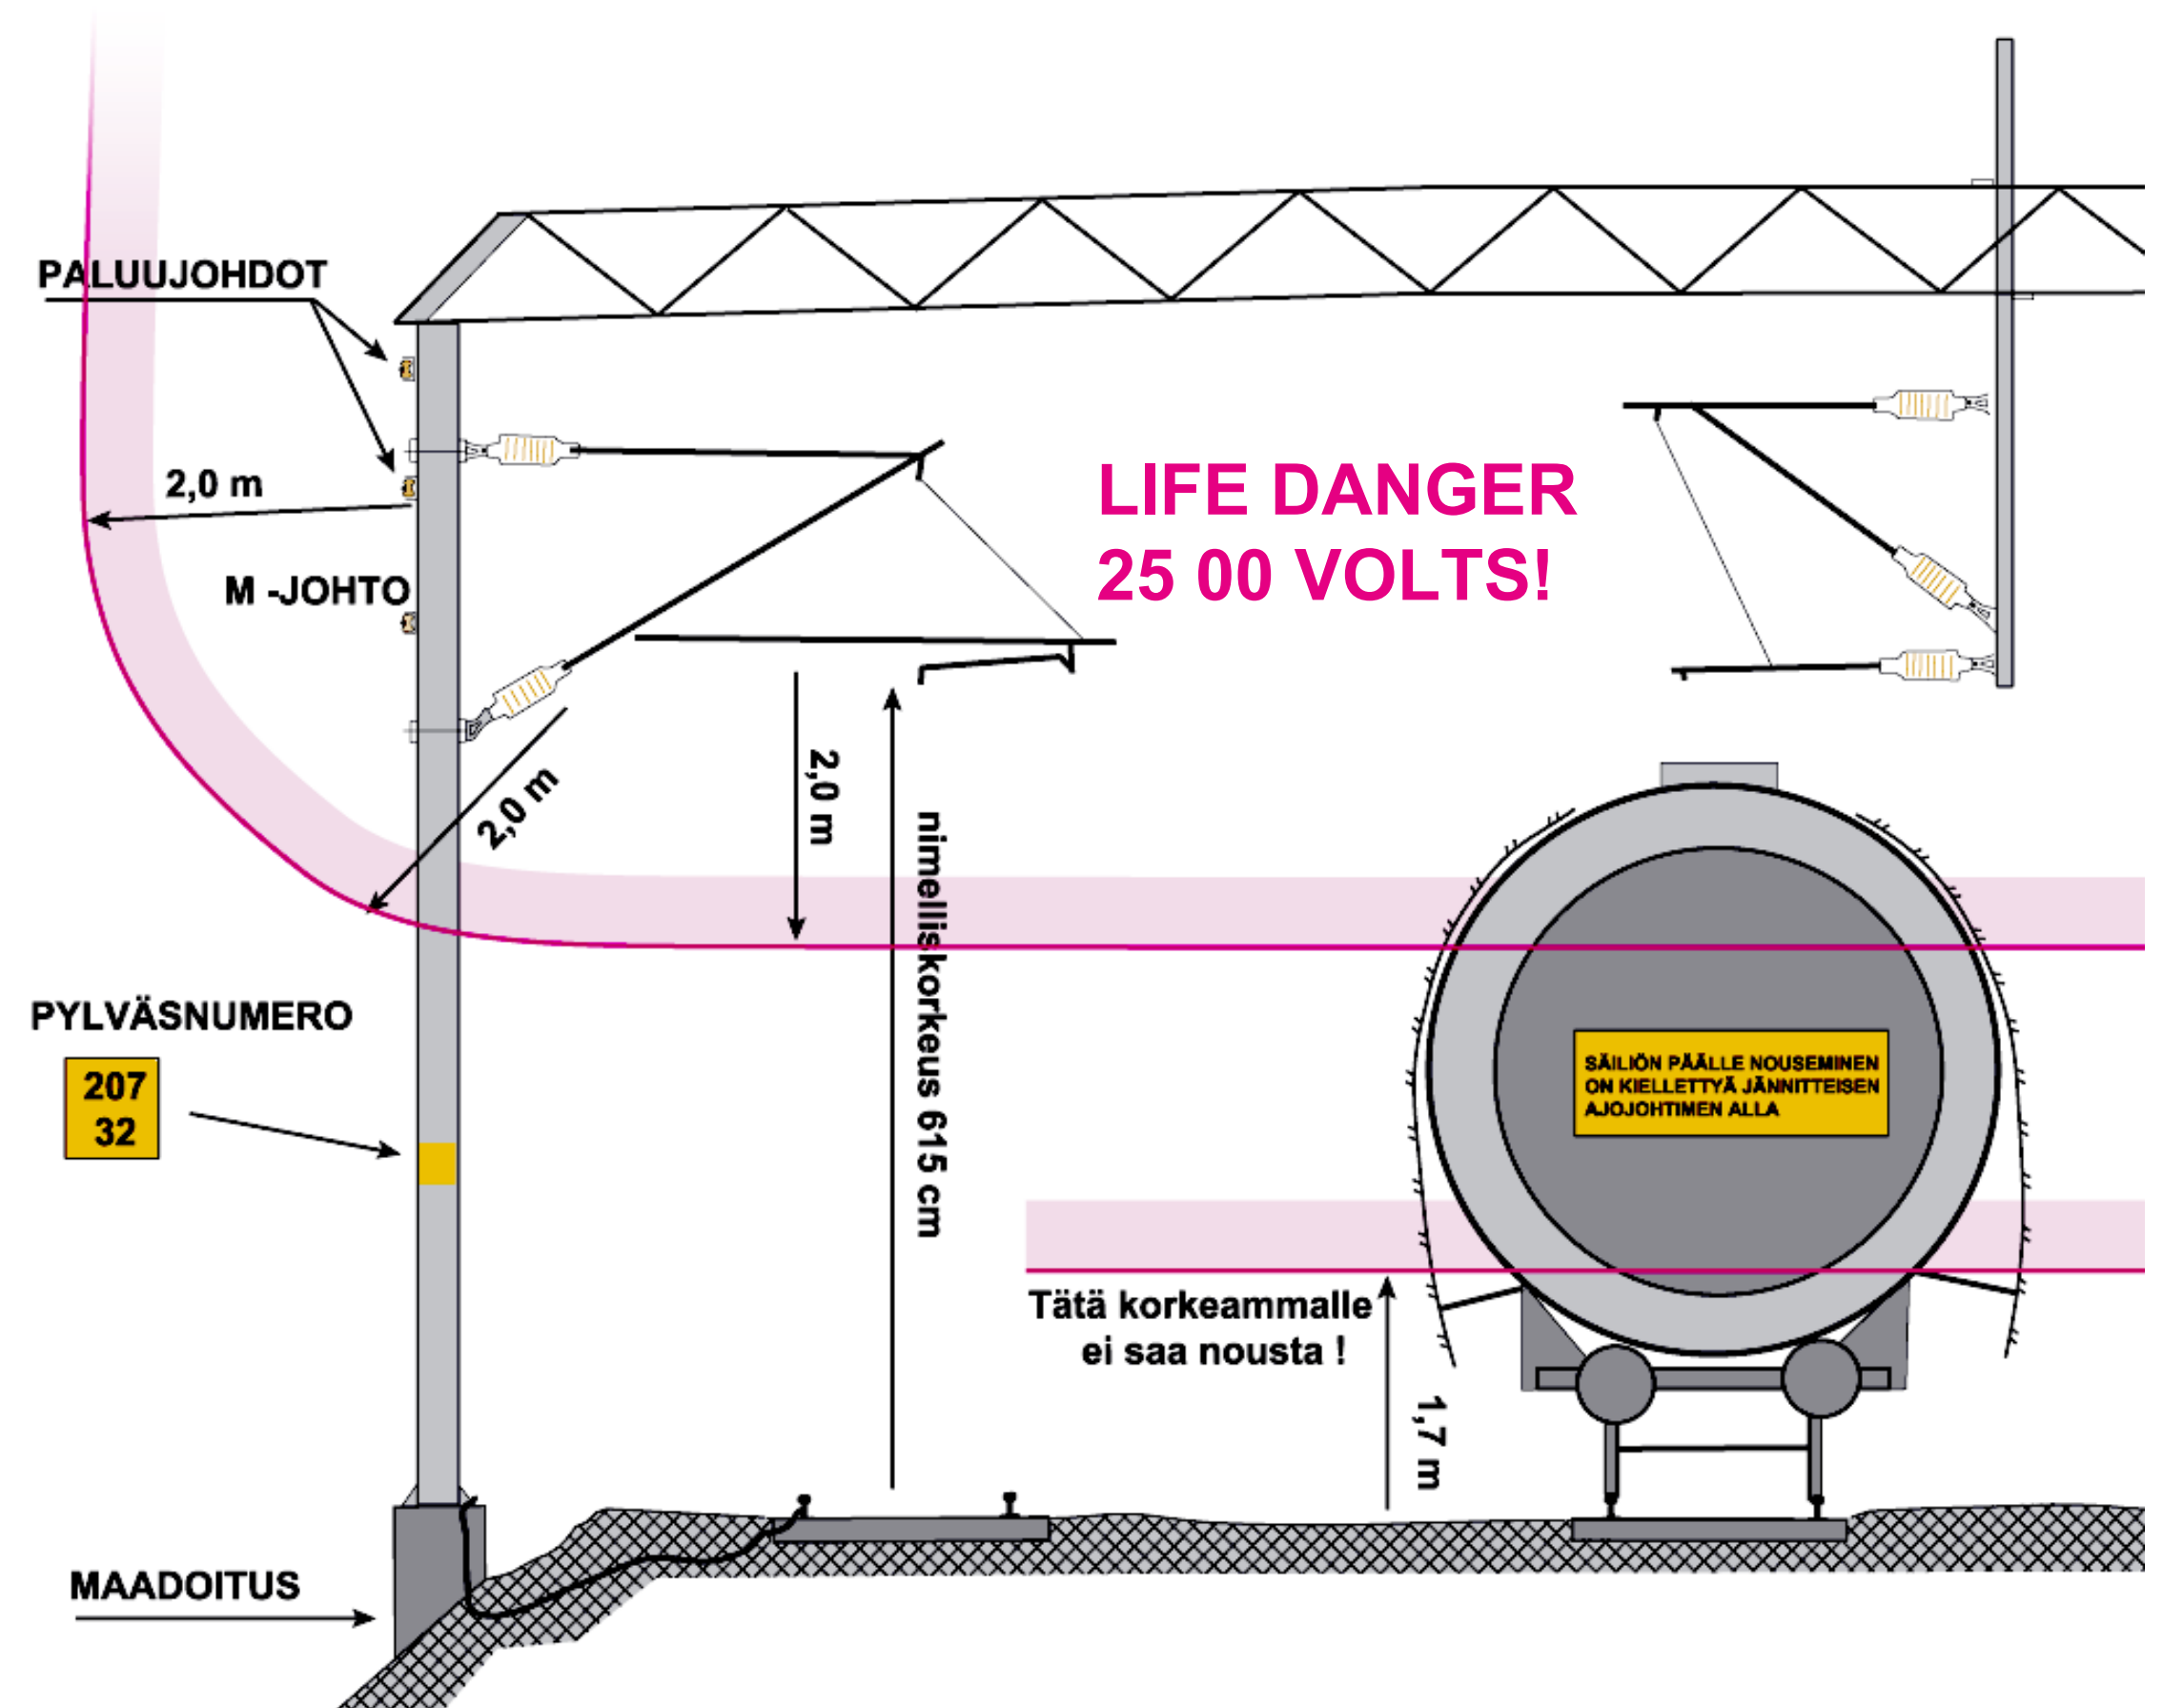 PALUUJOHDOT
2,0 m
M -JOHTO
LIFE DANGER
25 00 VOLTS!
2,0 m
2,0 m
nimelliskorkeus 615 cm
PYLVÄSNUMERO
207
32
SÄILIÖN PÄÄLLE NOUSEMINEN
ON KIELLETTYÄ JÄNNITTEISEN
AJOJOHTIMEN ALLA
Tätä korkeammalle
ei saa nousta !
1,7 m
MAADOITUS